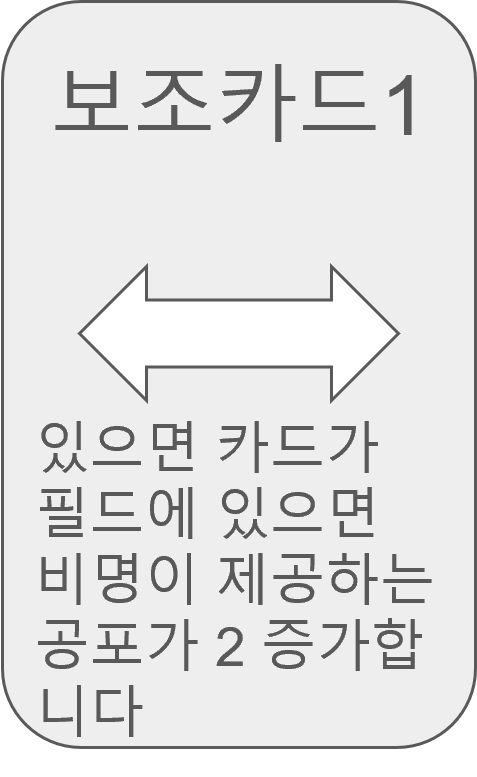 보조카드1
있으면 카드가
필드에 있으면
비명이 제공하는
공포가 2 증가합
니다